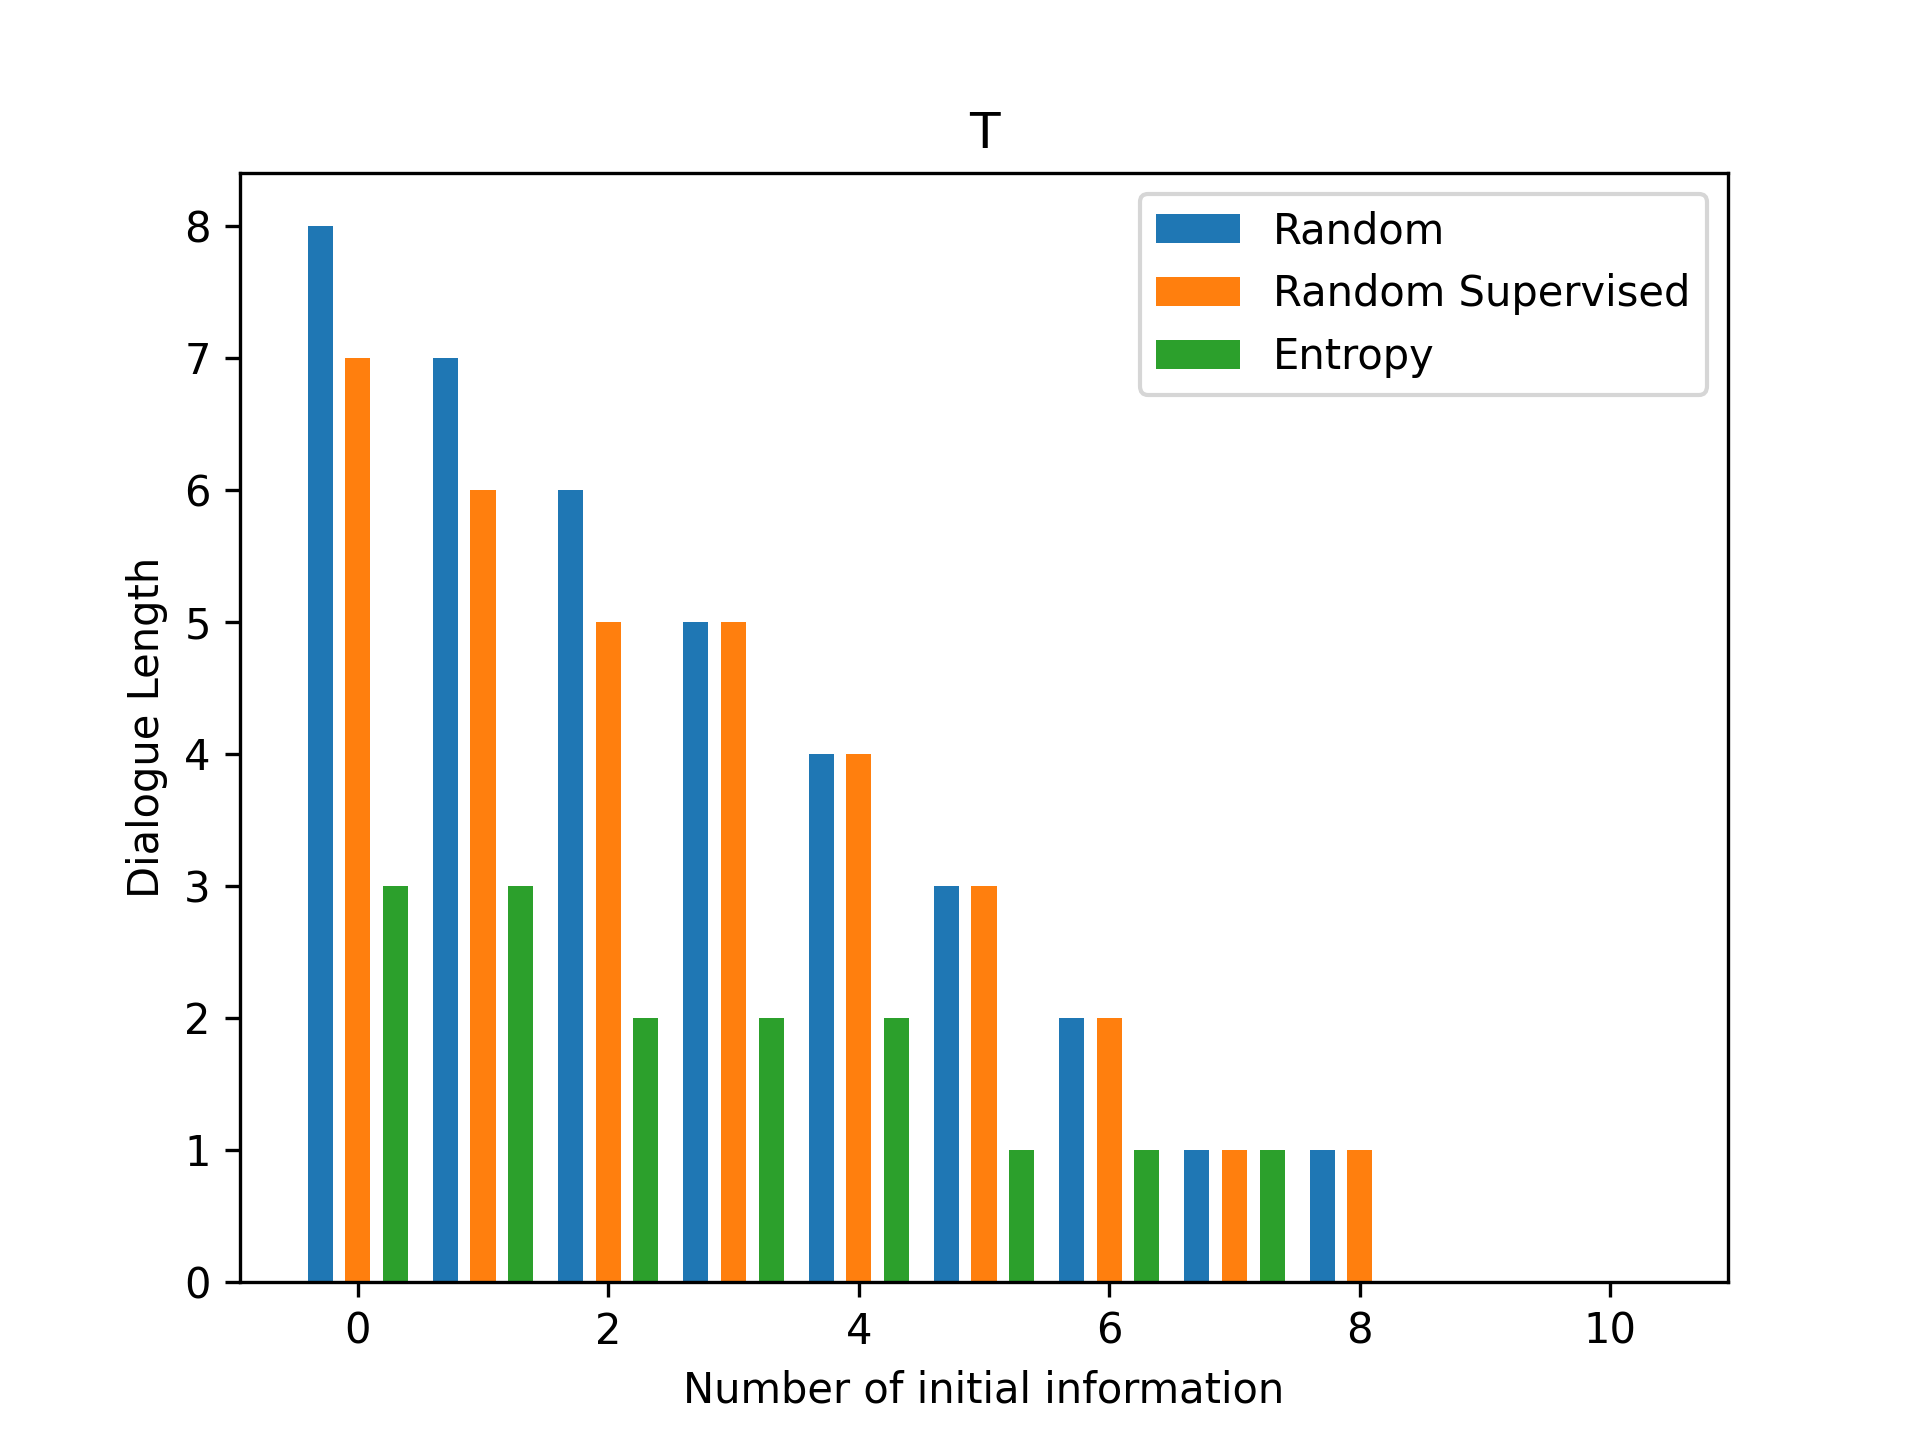 T
Random
Random Supervised
Entropy
8
7
6
5
4
3
2
1
0
Dialogue Length
0 2 4 6 8 10
Number of initial information